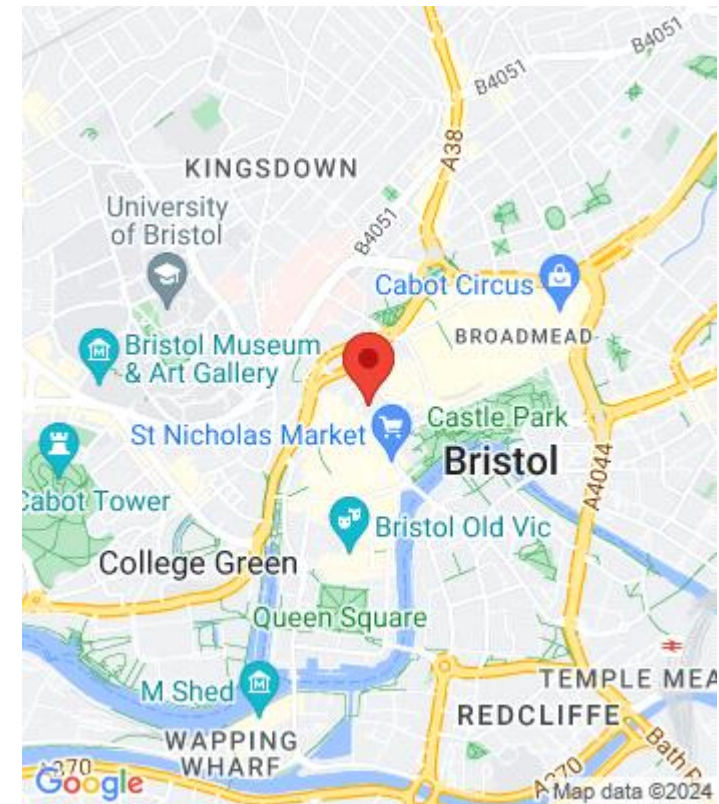 B4051
B4051
A38
KINGSDOWN
University
of Bristol
B4051
Cabot Circus
BROADMEAD
Bristol Museum
& Art Gallery
Castle Park
St Nicholas Market
Bristol
A4044
Cabot Tower
Bristol Old Vic
College Green
Queen Square
M Shed
TEMPLE MEA
REDCLIFFE
WAPPING
WHARF
Bath
Google
Map data ©2024